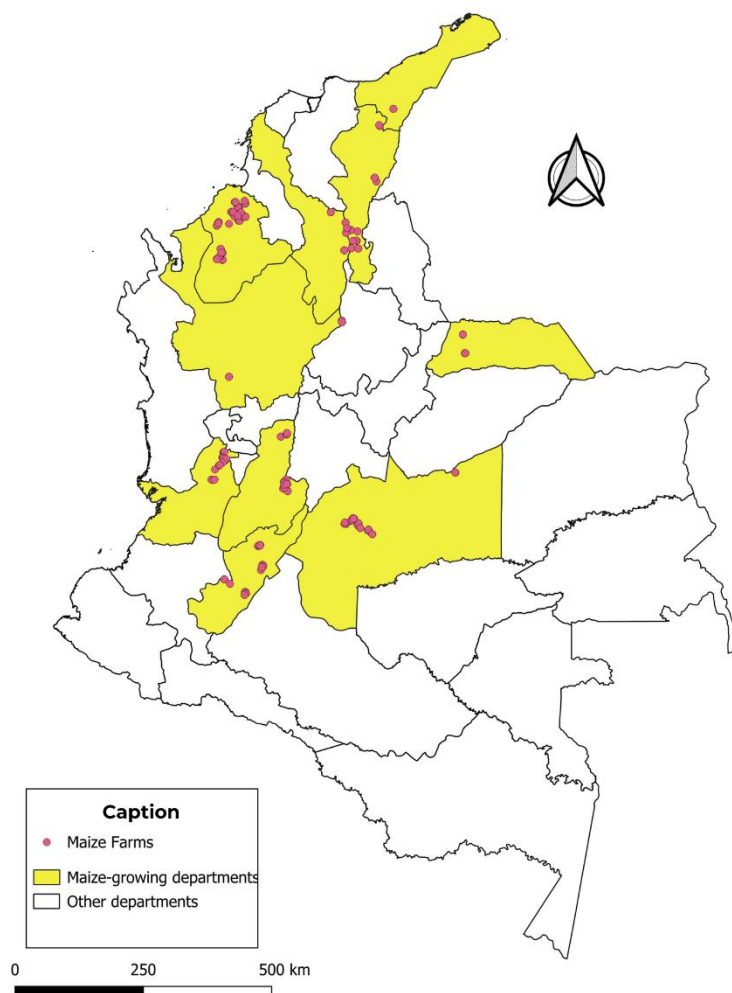 Caption
Maize Farms
Maize-growing departments
Other departments
0 250 500 km